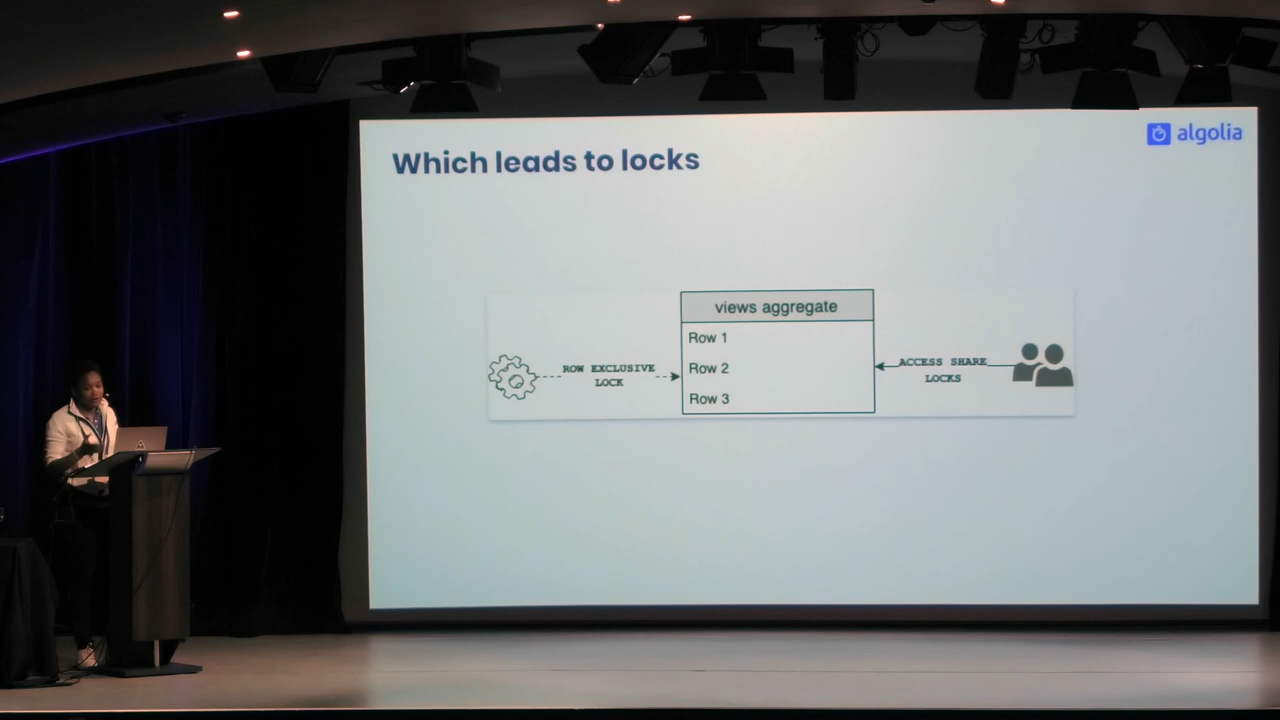 algolia
Which leads to locks
views aggregate
Row 1
Row 2
Row 3
ROW EXCLUSIVE
LOCK
ACCESS SHARE
LOCKS